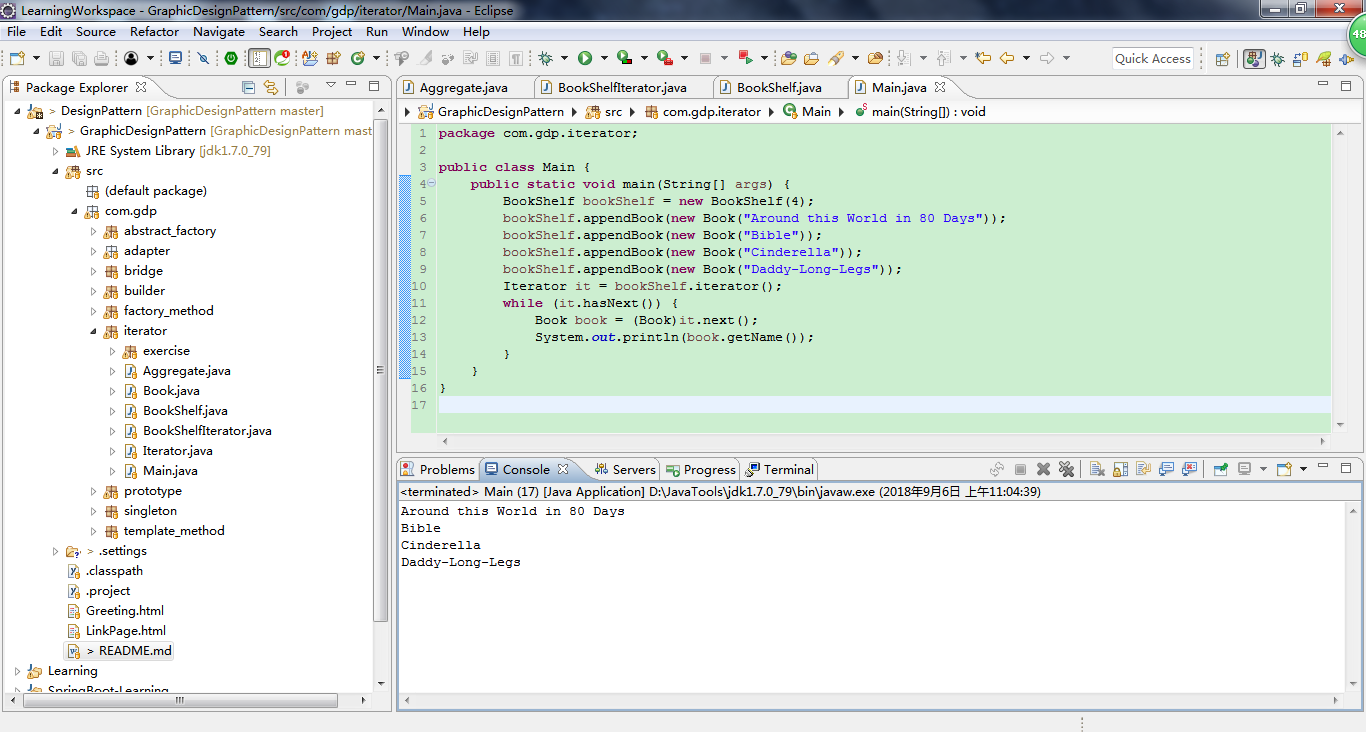 LearningWorkspace - GraphicDesignPattern/src/com/gdp/iterator/Main.java - Eclipse
File Edit Source Refactor Navigate Search Project Run Window Help
48
Quick Access
Package Explorer
> DesignPattern [GraphicDesignPattern master]
> GraphicDesignPattern [GraphicDesignPattern mast
JRE System Library [jdk1.7.0_79]
src
(default package)
com.gdp
abstract_factory
adapter
bridge
builder
factory_method
iterator
exercise
Aggregate.java
Book.java
BookShelf.java
BookShelfIterator.java
Iterator.java
Main.java
prototype
singleton
template_method
> .settings
.classpath
.project
Greeting.html
LinkPage.html
> README.md
Learning
SpringBoot-Learning
Aggregate.java BookShelfIterator.java BookShelf.java Main.java
GraphicDesignPattern src com.gdp.iterator Main main(String[]) : void
1 package com.gdp.iterator;
2
3 public class Main {
4 public static void main(String[] args) {
5 BookShelf bookShelf = new BookShelf(4);
6 bookShelf.appendBook(new Book("Around this World in 80 Days"));
7 bookShelf.appendBook(new Book("Bible"));
8 bookShelf.appendBook(new Book("Cinderella"));
9 bookShelf.appendBook(new Book("Daddy-Long-Legs"));
10 Iterator it = bookShelf.iterator();
11 while (it.hasNext()) {
12 Book book = (Book)it.next();
13 System.out.println(book.getName());
14 }
15 }
16 }
17
Problems Console Servers Progress Terminal
<terminated> Main (17) [Java Application] D:\JavaTools\jdk1.7.0_79\bin\javaw.exe (2018年9月6日 上午11:04:39)
Around this World in 80 Days
Bible
Cinderella
Daddy-Long-Legs